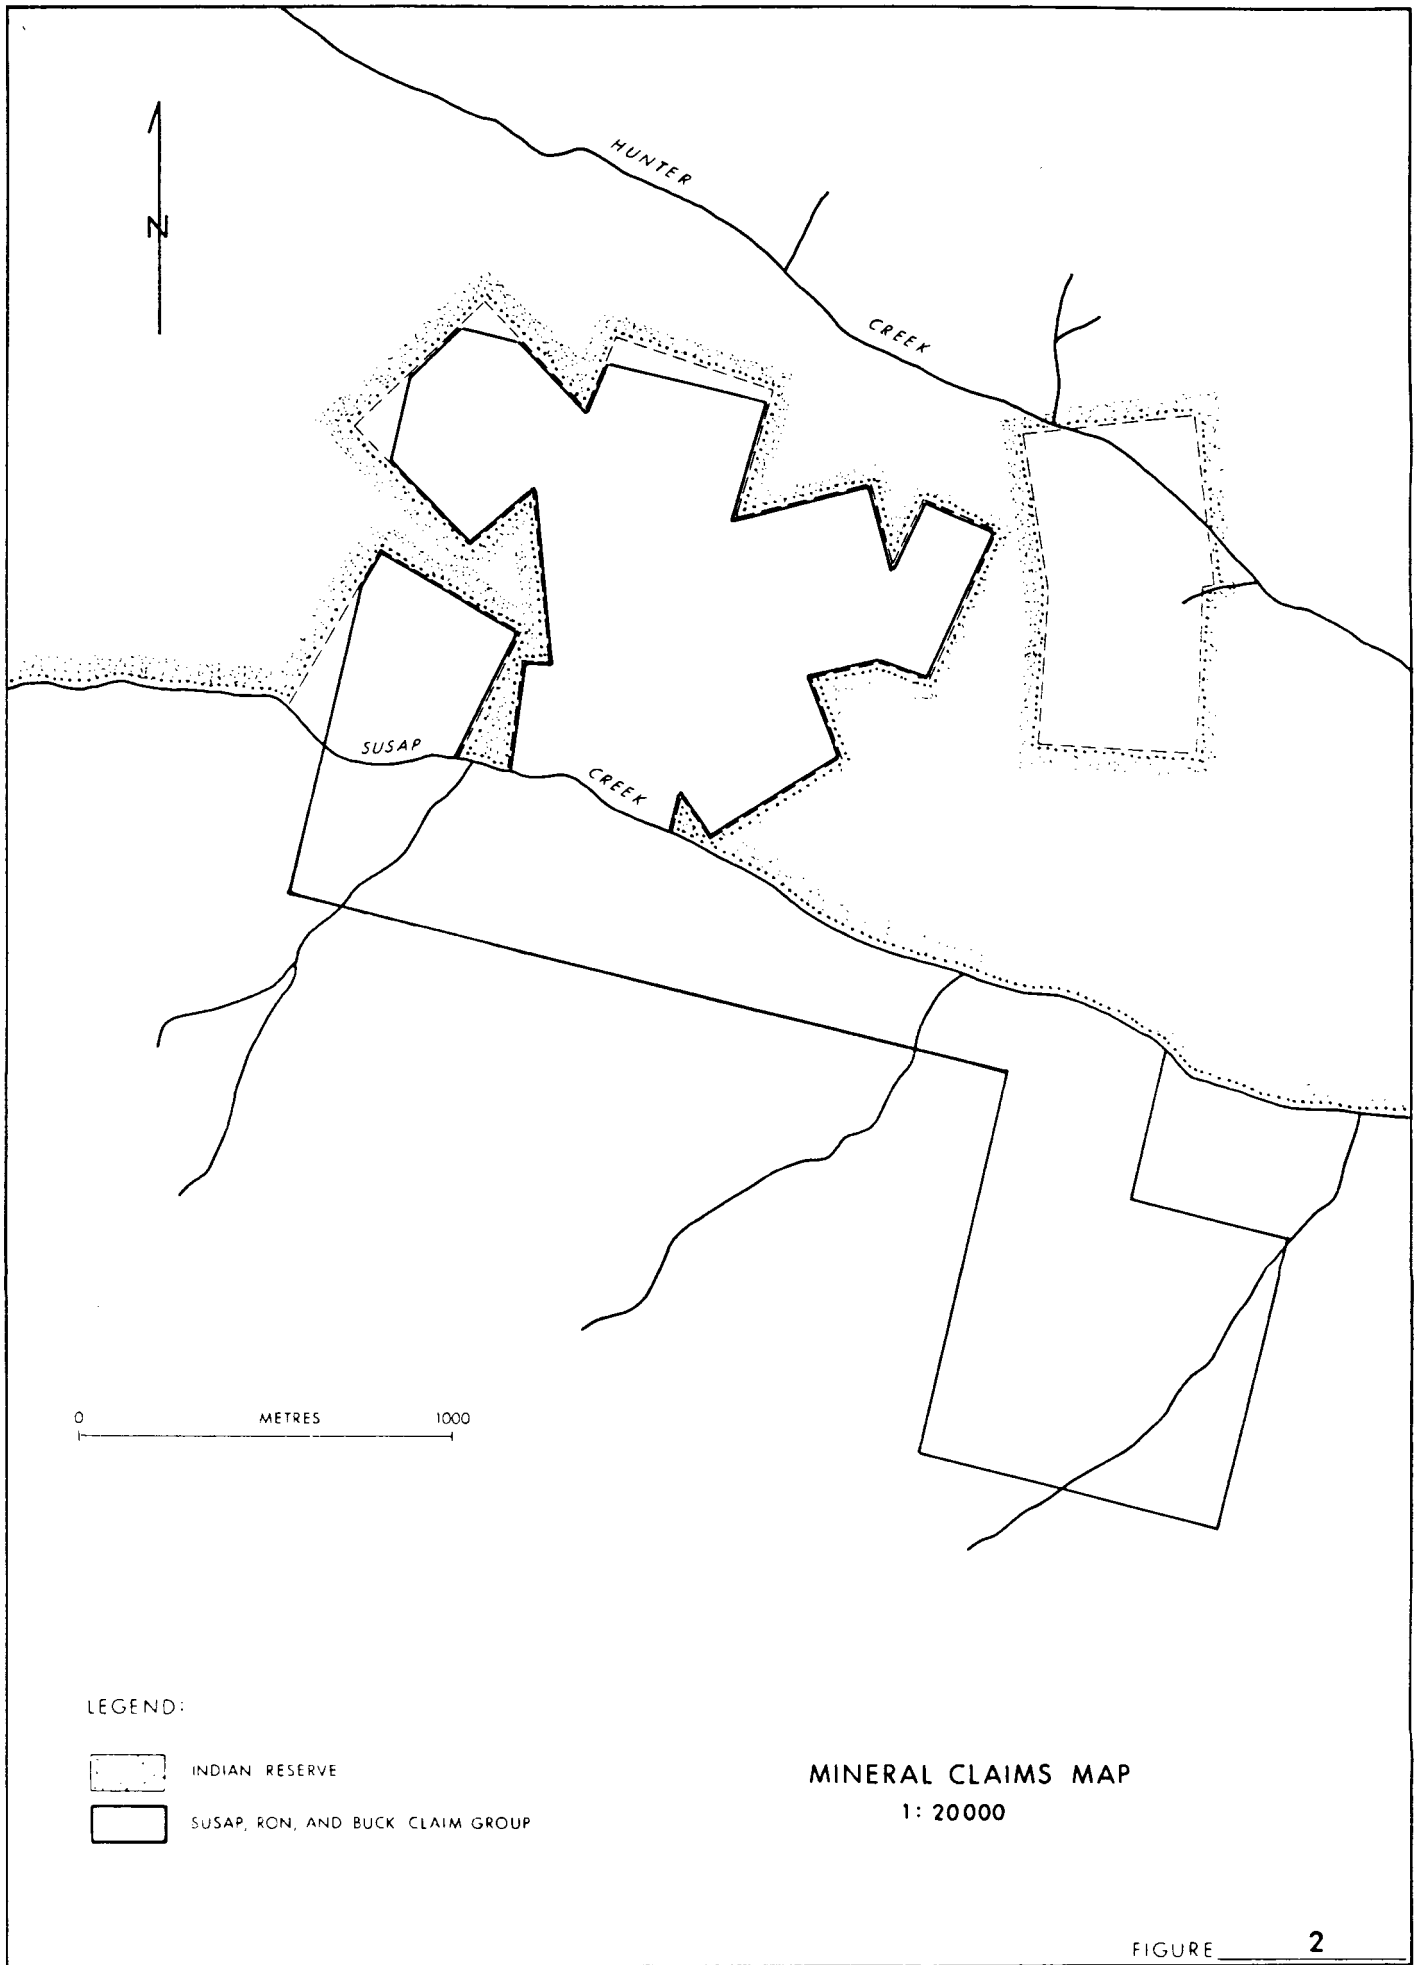 HUNTER
N
CREEK
SUSAP
CREEK
0 METRES 1000
LEGEND:
INDIAN RESERVE
SUSAP, RON, AND BUCK CLAIM GROUP
MINERAL CLAIMS MAP
1: 20000
FIGURE 2